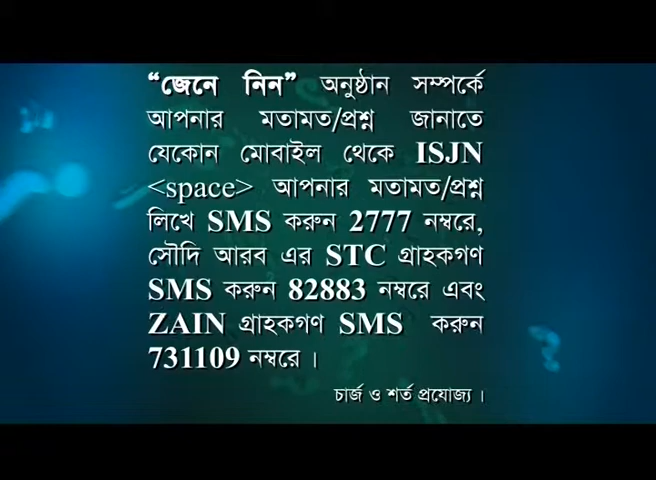 “জেনে নিন” অনুষ্ঠান সম্পর্কে
আপনার মতামত/প্রশ্ন জানাতে
যেকোন মোবাইল থেকে ISJN
<space> আপনার মতামত/প্রশ্ন
লিখে SMS করুন 2777 নম্বরে,
সৌদি আরব এর STC গ্রাহকগণ
SMS করুন 82883 নম্বরে এবং
ZAIN গ্রাহকগণ SMS করুন
731109 নম্বরে ।
চার্জ ও শর্ত প্রযোজ্য ।